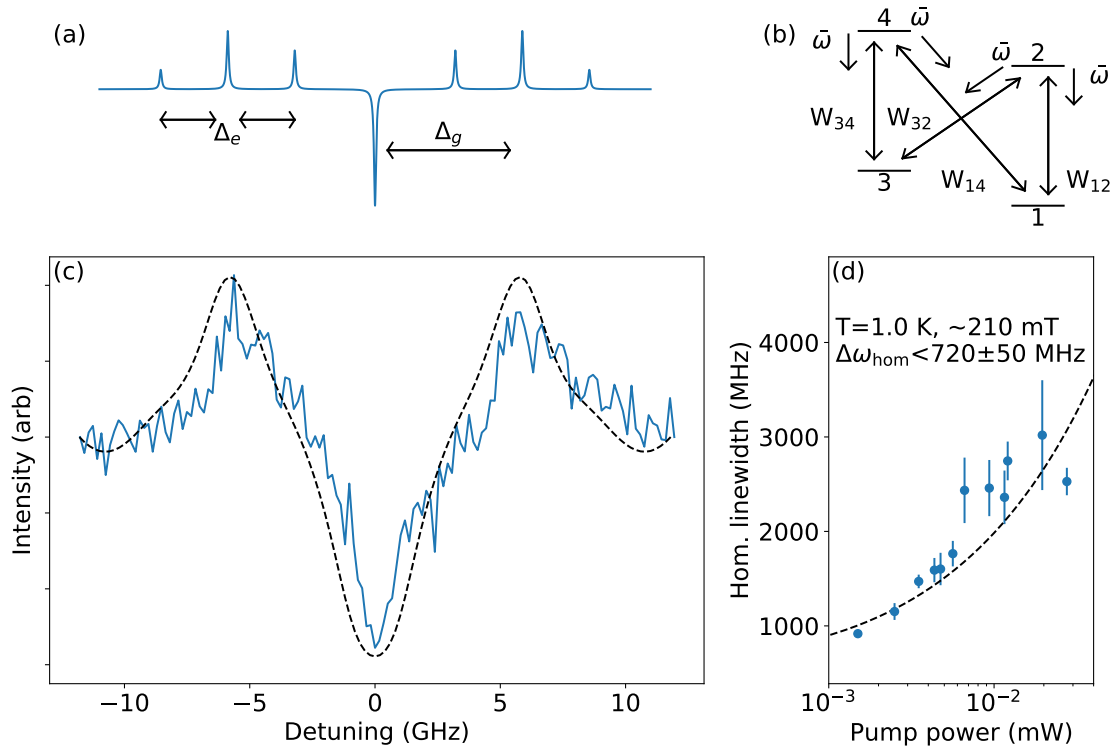 (a)
Δe
Δg
(b)
4
ω̄
ω̄
ω̄
2
ω̄
W34
W32
3
W14
W12
1
(c)
Intensity (arb)
−10
−5
0
5
10
Detuning (GHz)
(d)
T=1.0 K, ~210 mT
Δωhom<720±50 MHz
Hom. linewidth (MHz)
4000
3000
2000
1000
10⁻³
10⁻²
Pump power (mW)